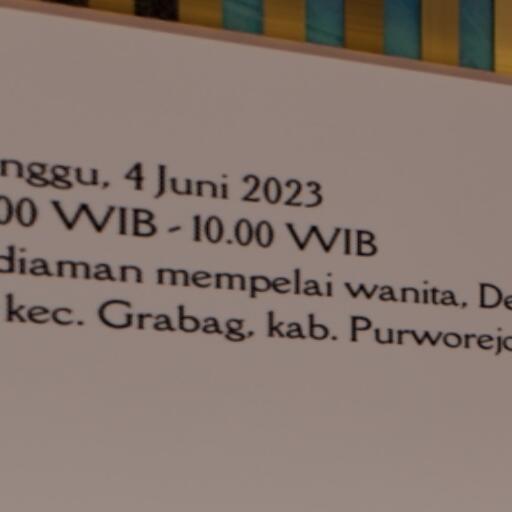 nggu, 4 Juni 2023
00 WIB - 10.00 WIB
diaman mempelai wanita, De
kec. Grabag, kab. Purworejo